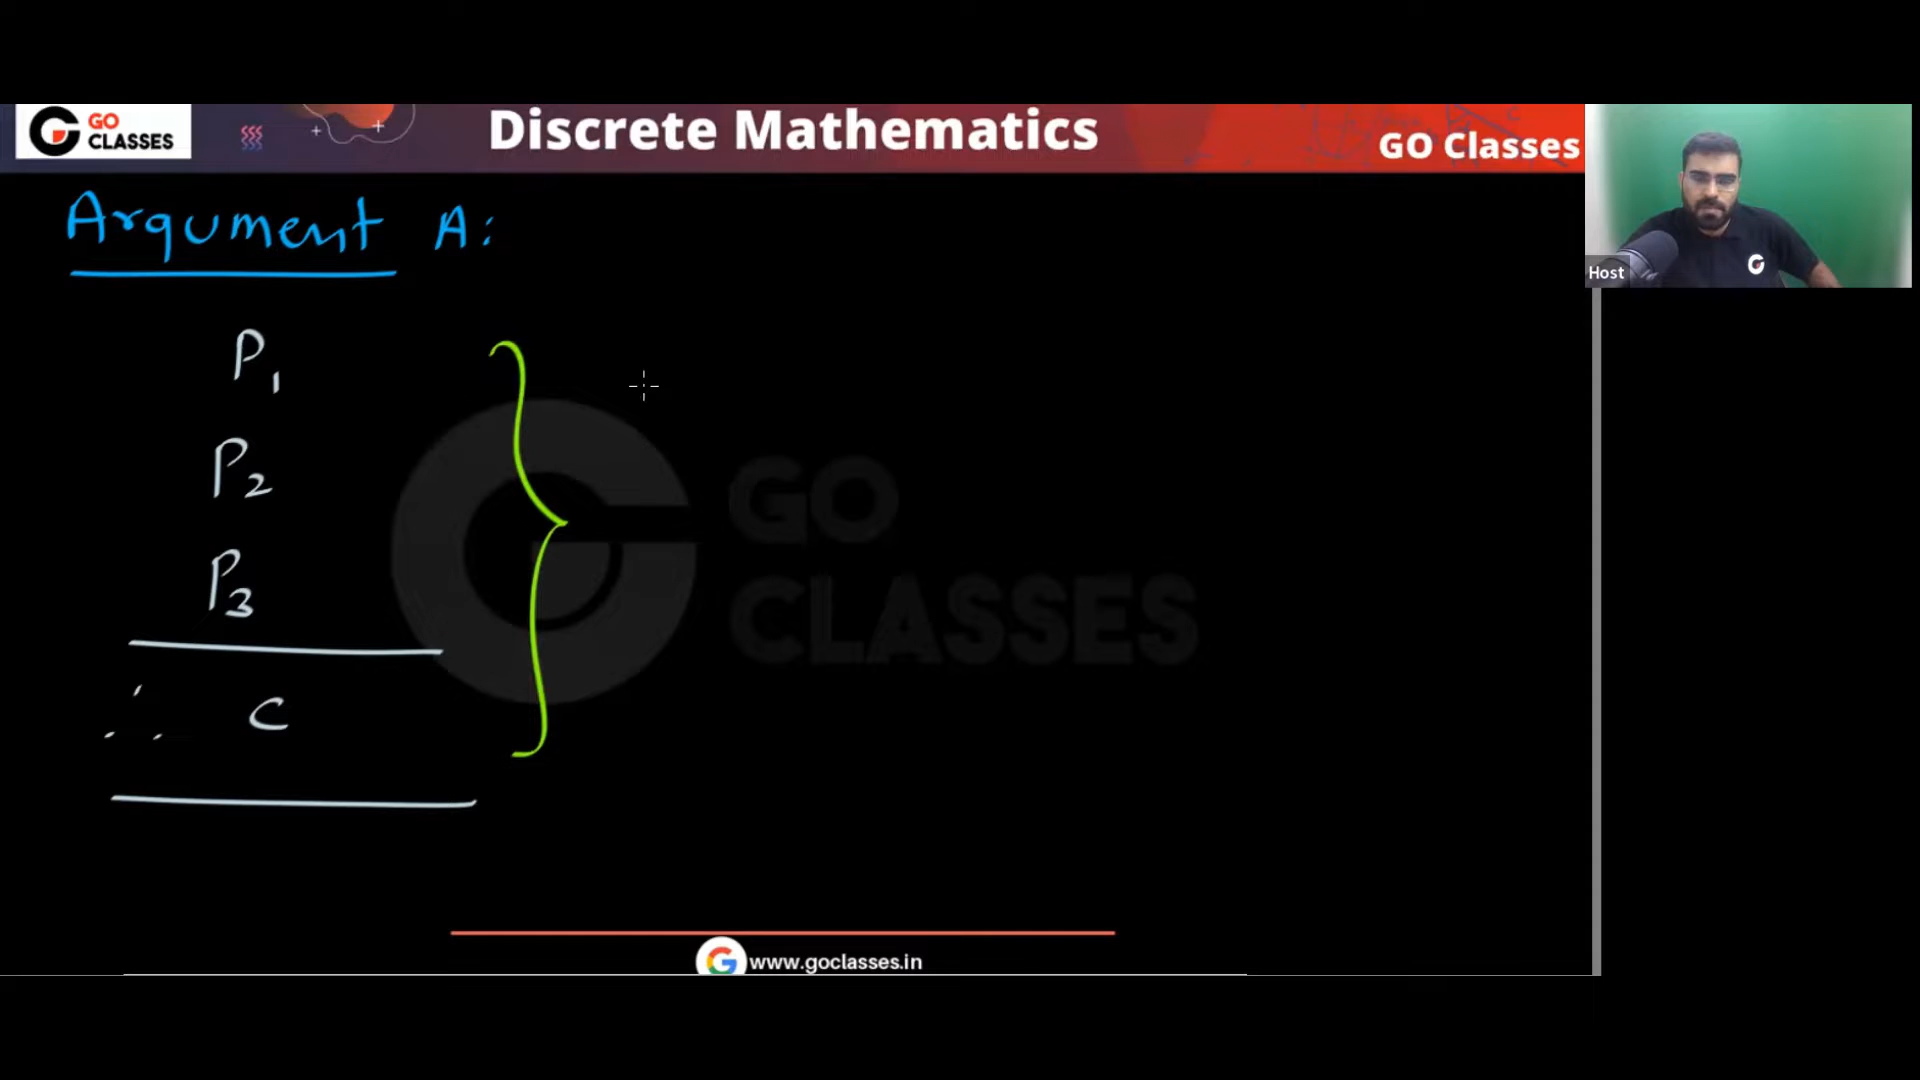 GO
CLASSES
Discrete Mathematics
GO Classes
Host
Argument A:
P1
P2
P3
∴ C
GO
CLASSES
www.goclasses.in